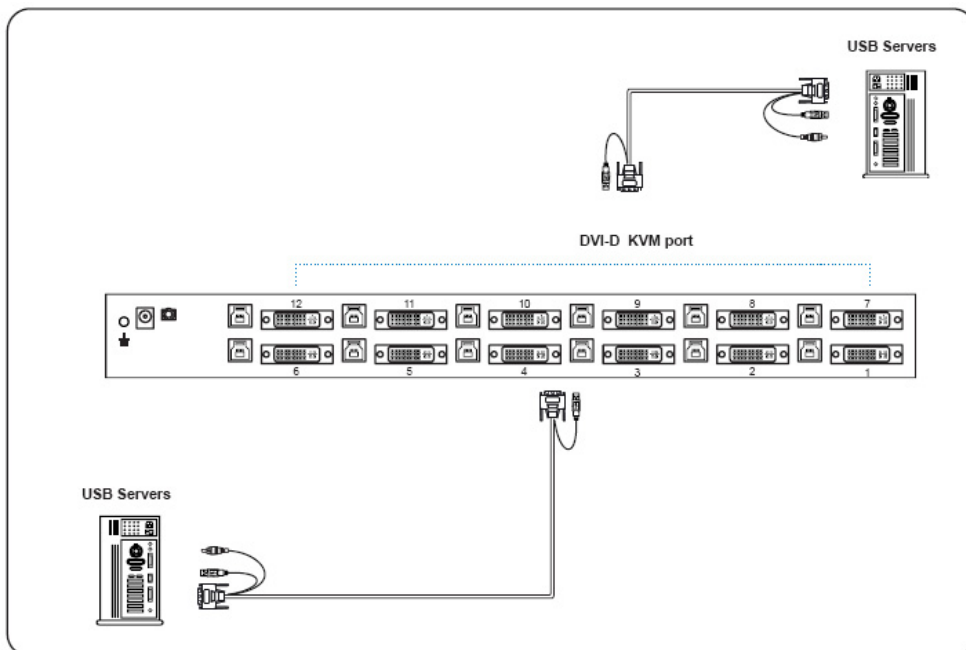 USB Servers
DVI-D KVM port
12 11 10 9 8 7
6 5 4 3 2 1
USB Servers